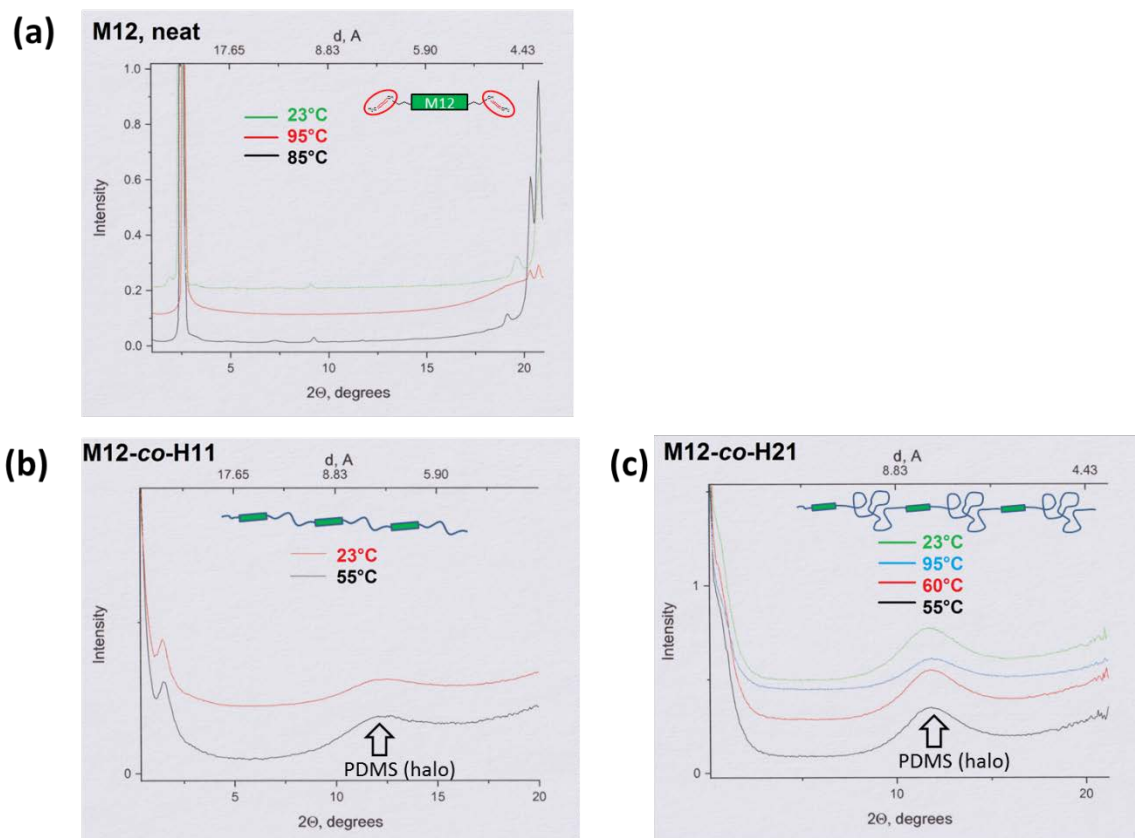 (a)
M12, neat
d, A
17.65 8.83 5.90 4.43
1.0
0.8
0.6
0.4
0.2
0.0
Intensity
M12
23°C
95°C
85°C
5 10 15 20
2Θ, degrees
(b)
M12-co-H11
d, A
17.65 8.83 5.90
Intensity
0
23°C
55°C
PDMS (halo)
5 10 15 20
2Θ, degrees
(c)
M12-co-H21
d, A
8.83 4.43
Intensity
1
0
23°C
95°C
60°C
55°C
PDMS (halo)
0 10 20
2Θ, degrees